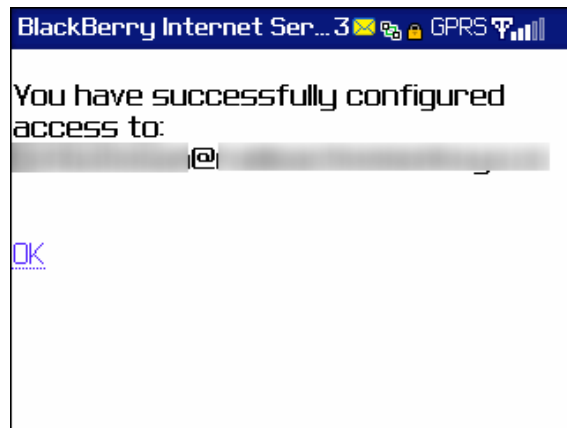 BlackBerry Internet Ser...3 GPRS
You have successfully configured
access to:
@
OK